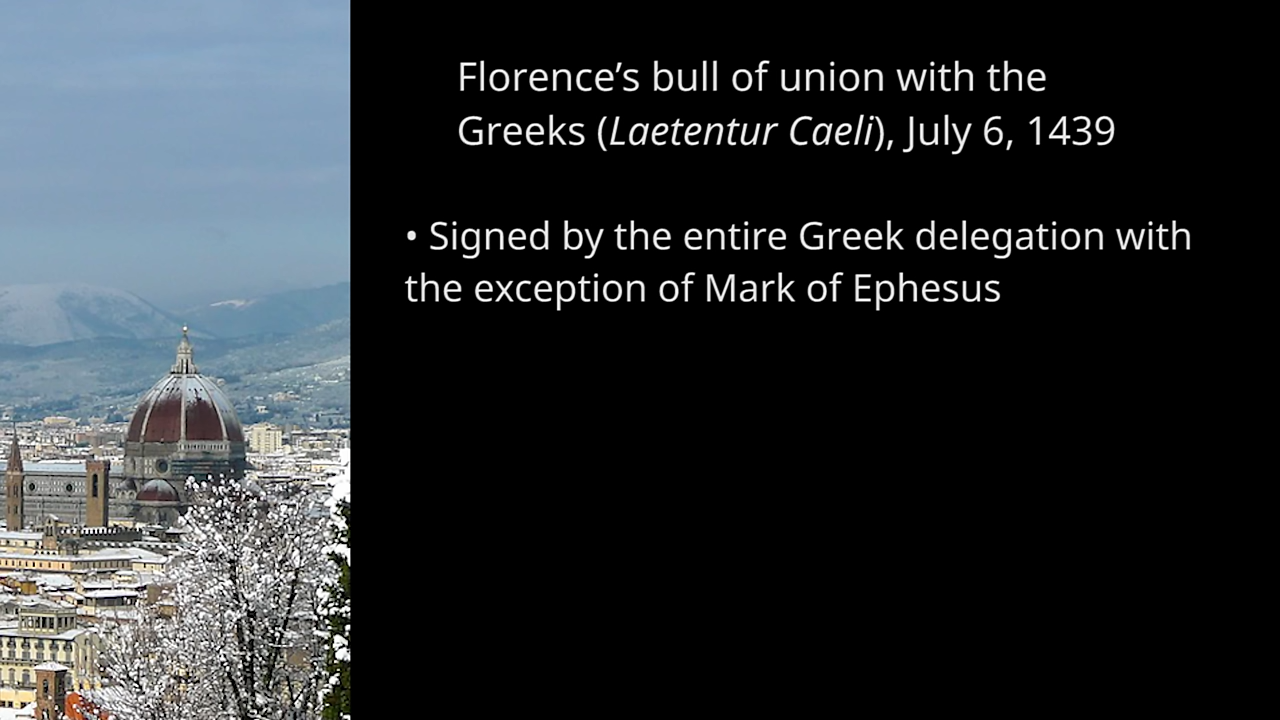 Florence’s bull of union with the
Greeks (Laetentur Caeli), July 6, 1439
• Signed by the entire Greek delegation with
the exception of Mark of Ephesus